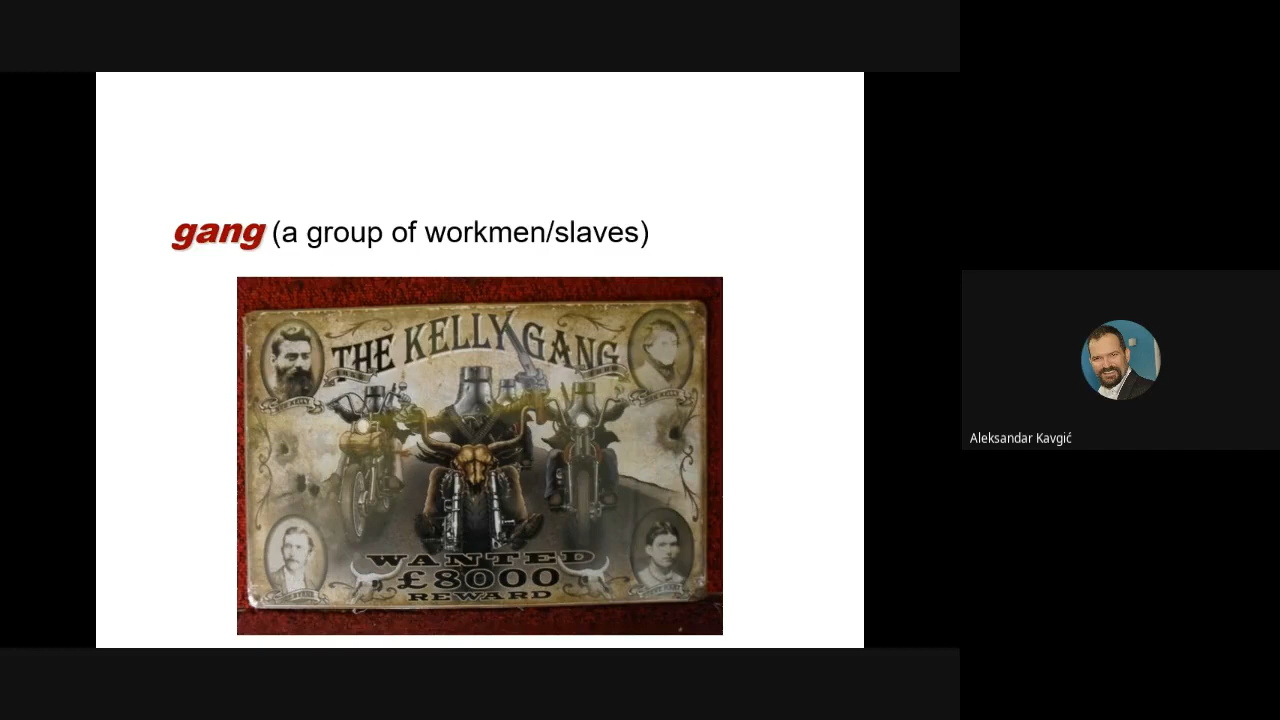 gang (a group of workmen/slaves)
THE KELLY GANG
WANTED
£8000
REWARD
Aleksandar Kavgić